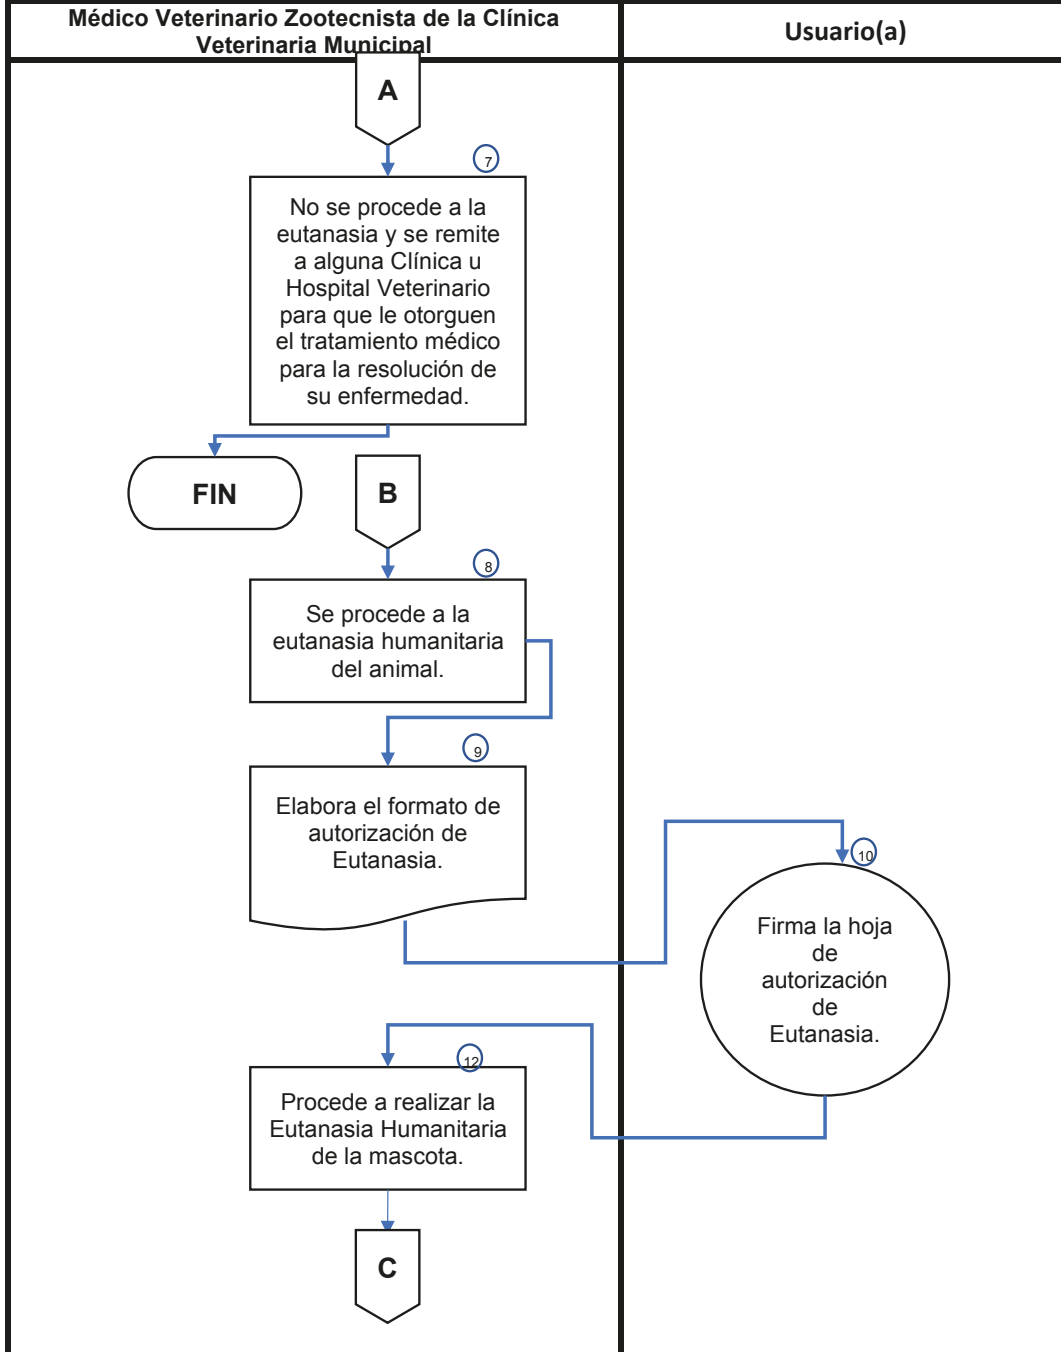 Médico Veterinario Zootecnista de la Clínica
Veterinaria Municipal
Usuario(a)
A
7
No se procede a la
eutanasia y se remite
a alguna Clínica u
Hospital Veterinario
para que le otorguen
el tratamiento médico
para la resolución de
su enfermedad.
FIN
B
8
Se procede a la
eutanasia humanitaria
del animal.
9
Elabora el formato de
autorización de
Eutanasia.
10
Firma la hoja
de
autorización
de
Eutanasia.
12
Procede a realizar la
Eutanasia Humanitaria
de la mascota.
C